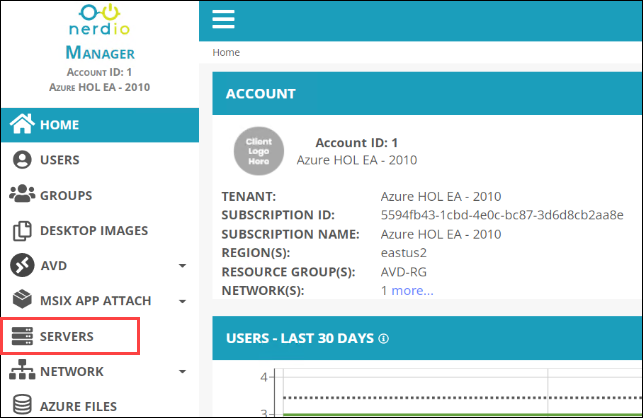 nerdio
MANAGER
ACCOUNT ID: 1
AZURE HOL EA - 2010
HOME
USERS
GROUPS
DESKTOP IMAGES
AVD
MSIX APP ATTACH
SERVERS
NETWORK
AZURE FILES
Home
ACCOUNT
Client
Logo
Here
Account ID: 1
Azure HOL EA - 2010
TENANT: Azure HOL EA - 2010
SUBSCRIPTION ID: 5594fb43-1cbd-4e0c-bc87-3d6d8cb2aa8e
SUBSCRIPTION NAME: Azure HOL EA - 2010
REGION(S): eastus2
RESOURCE GROUP(S): AVD-RG
NETWORK(S): 1 more...
USERS - LAST 30 DAYS
4
3